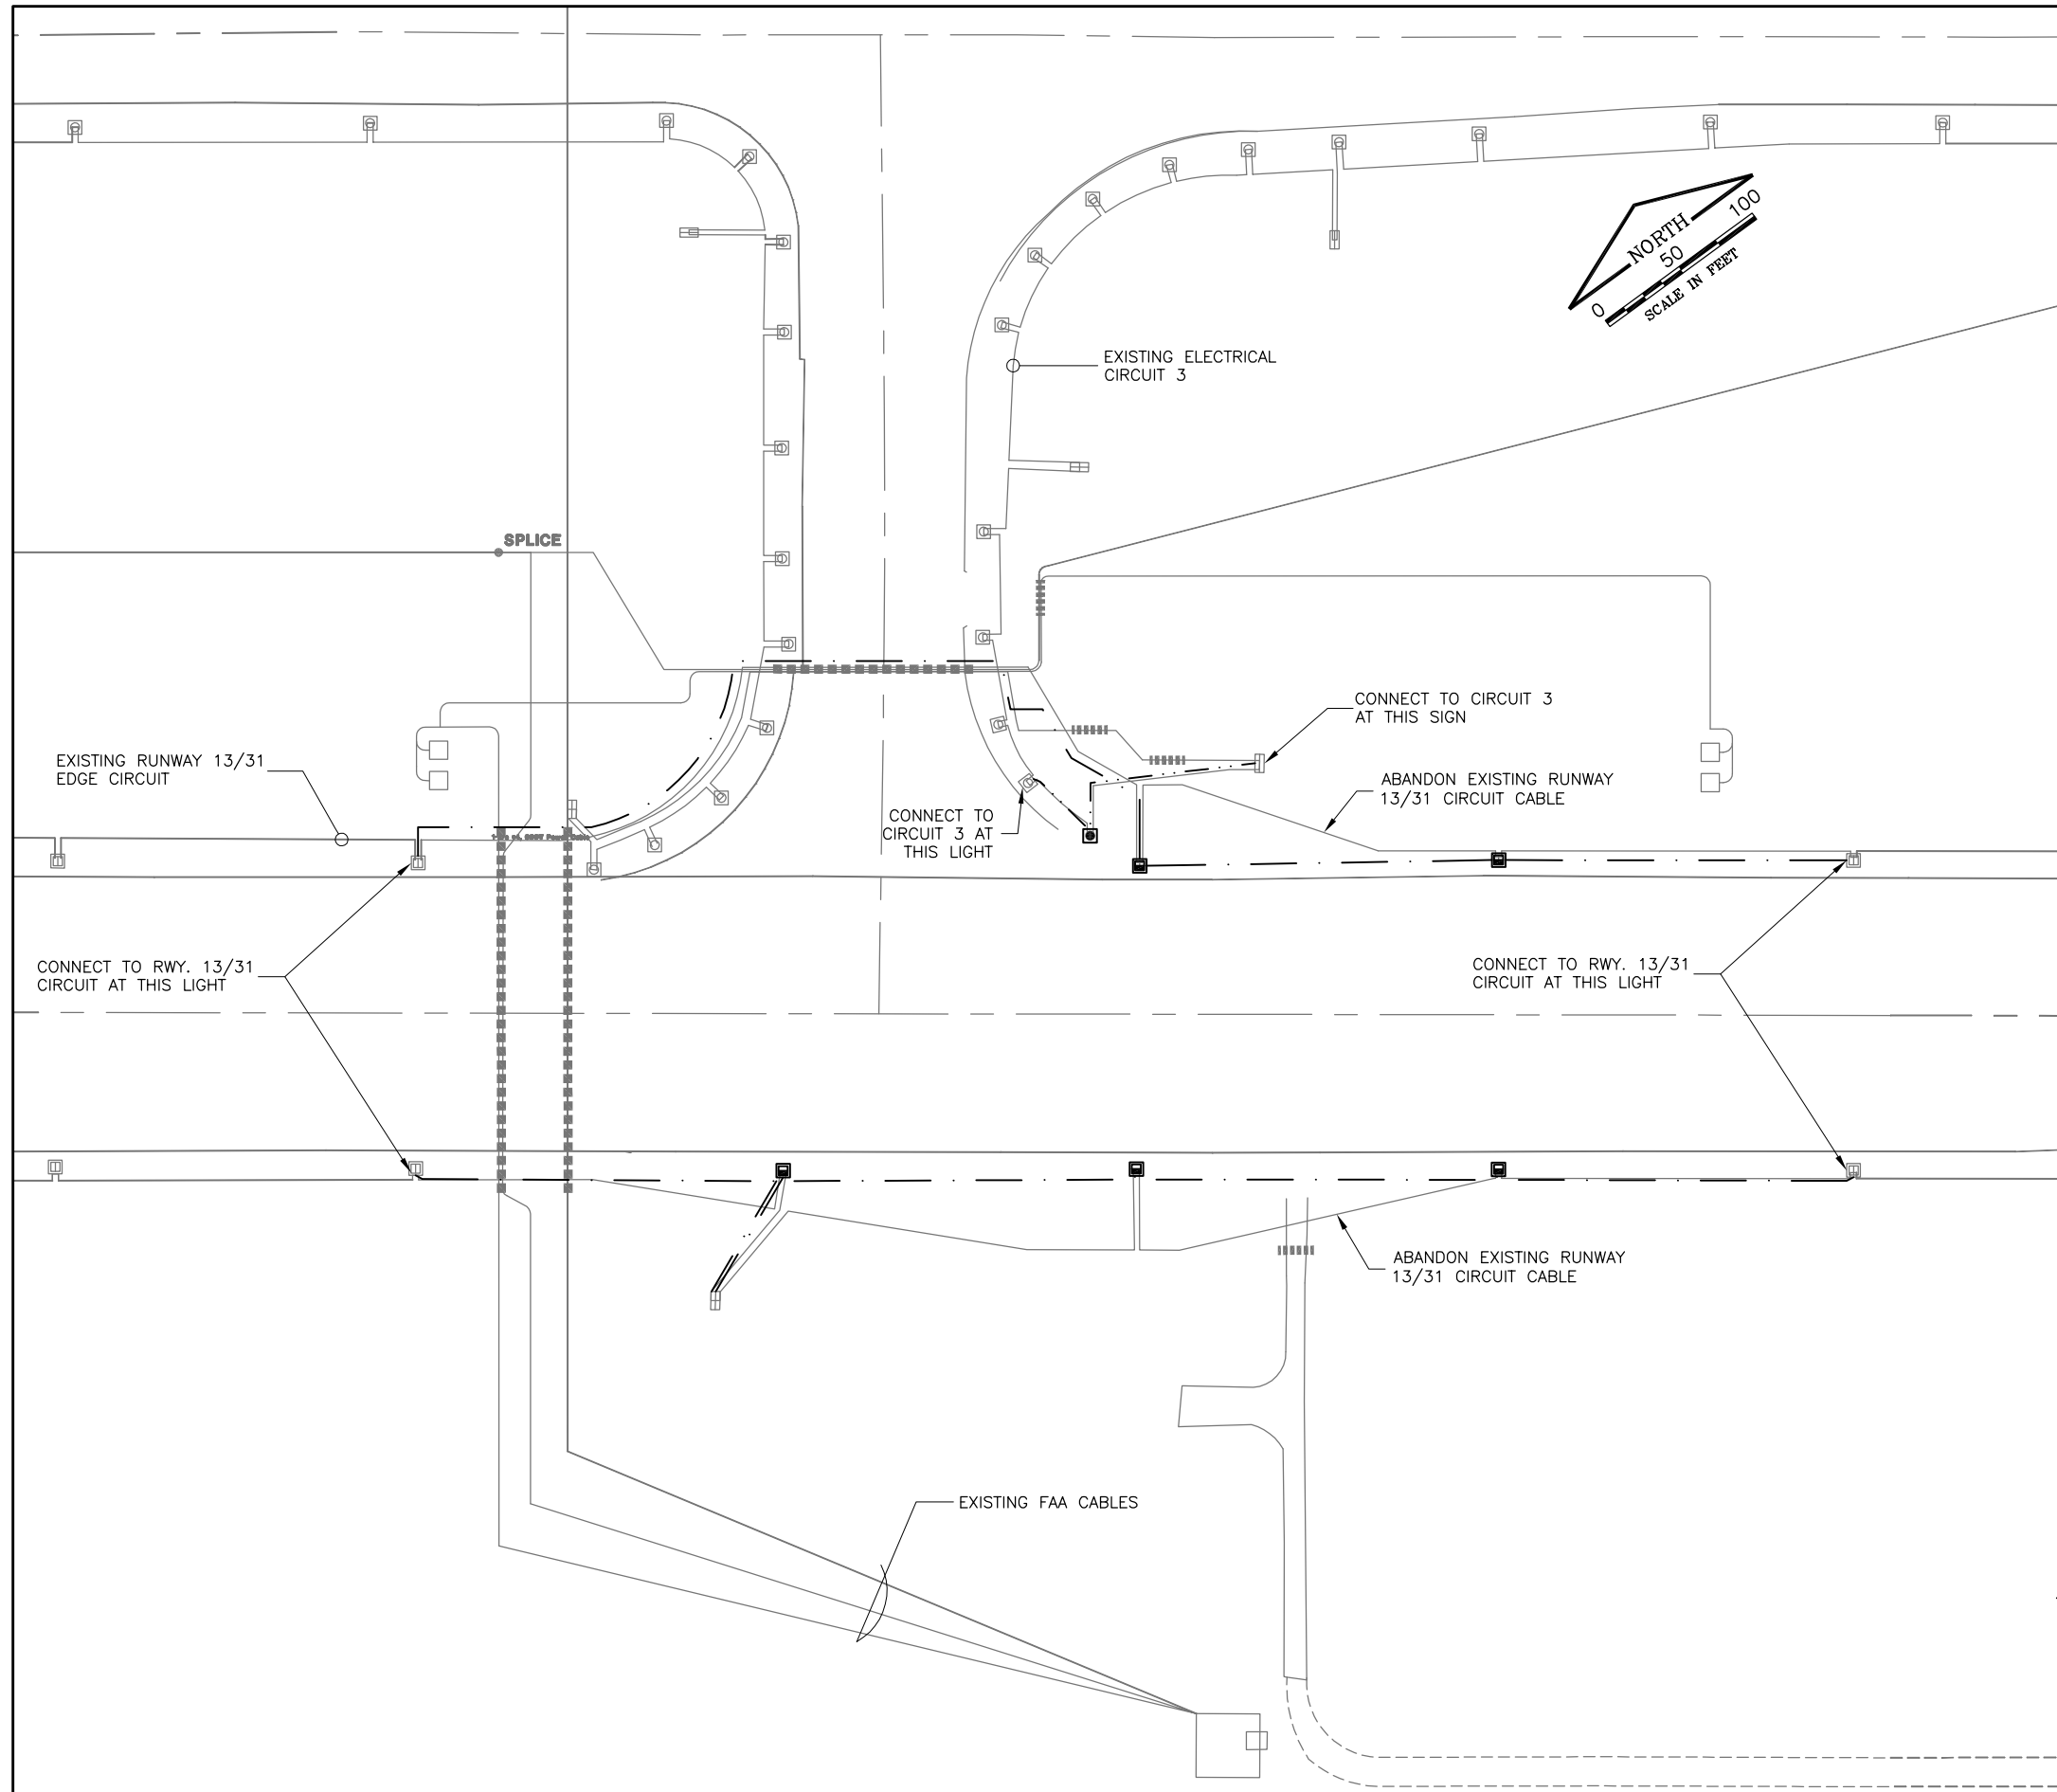 NORTH
0
50
100
SCALE IN FEET
EXISTING ELECTRICAL
CIRCUIT 3
SPLICE
CONNECT TO CIRCUIT 3
AT THIS SIGN
EXISTING RUNWAY 13/31
EDGE CIRCUIT
ABANDON EXISTING RUNWAY
13/31 CIRCUIT CABLE
CONNECT TO
CIRCUIT 3 AT
THIS LIGHT
CONNECT TO RWY. 13/31
CIRCUIT AT THIS LIGHT
CONNECT TO RWY. 13/31
CIRCUIT AT THIS LIGHT
ABANDON EXISTING RUNWAY
13/31 CIRCUIT CABLE
EXISTING FAA CABLES